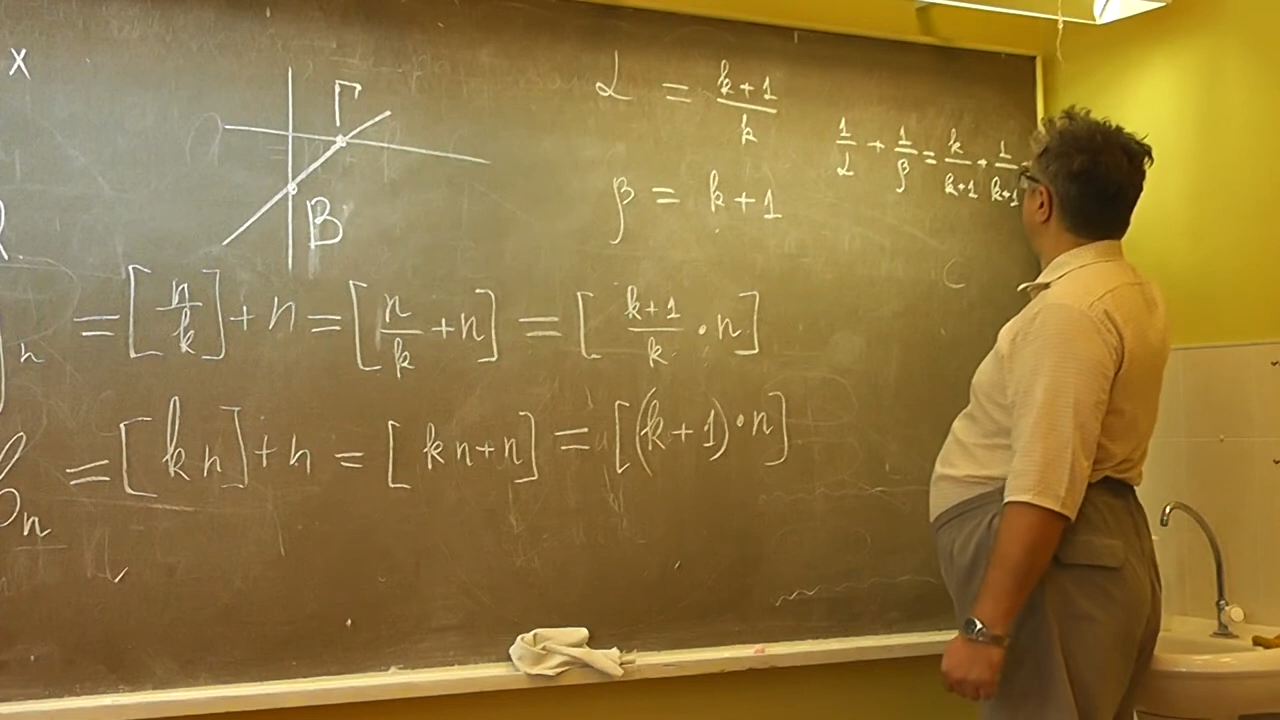 x
Г
В
α = k+1/k
β = k+1
1/α + 1/β = k/k+1 + 1/k+1
n = [n/k] + n = [n/k + n] = [k+1/k · n]
n = [kn] + n = [kn+n] = [(k+1)·n]